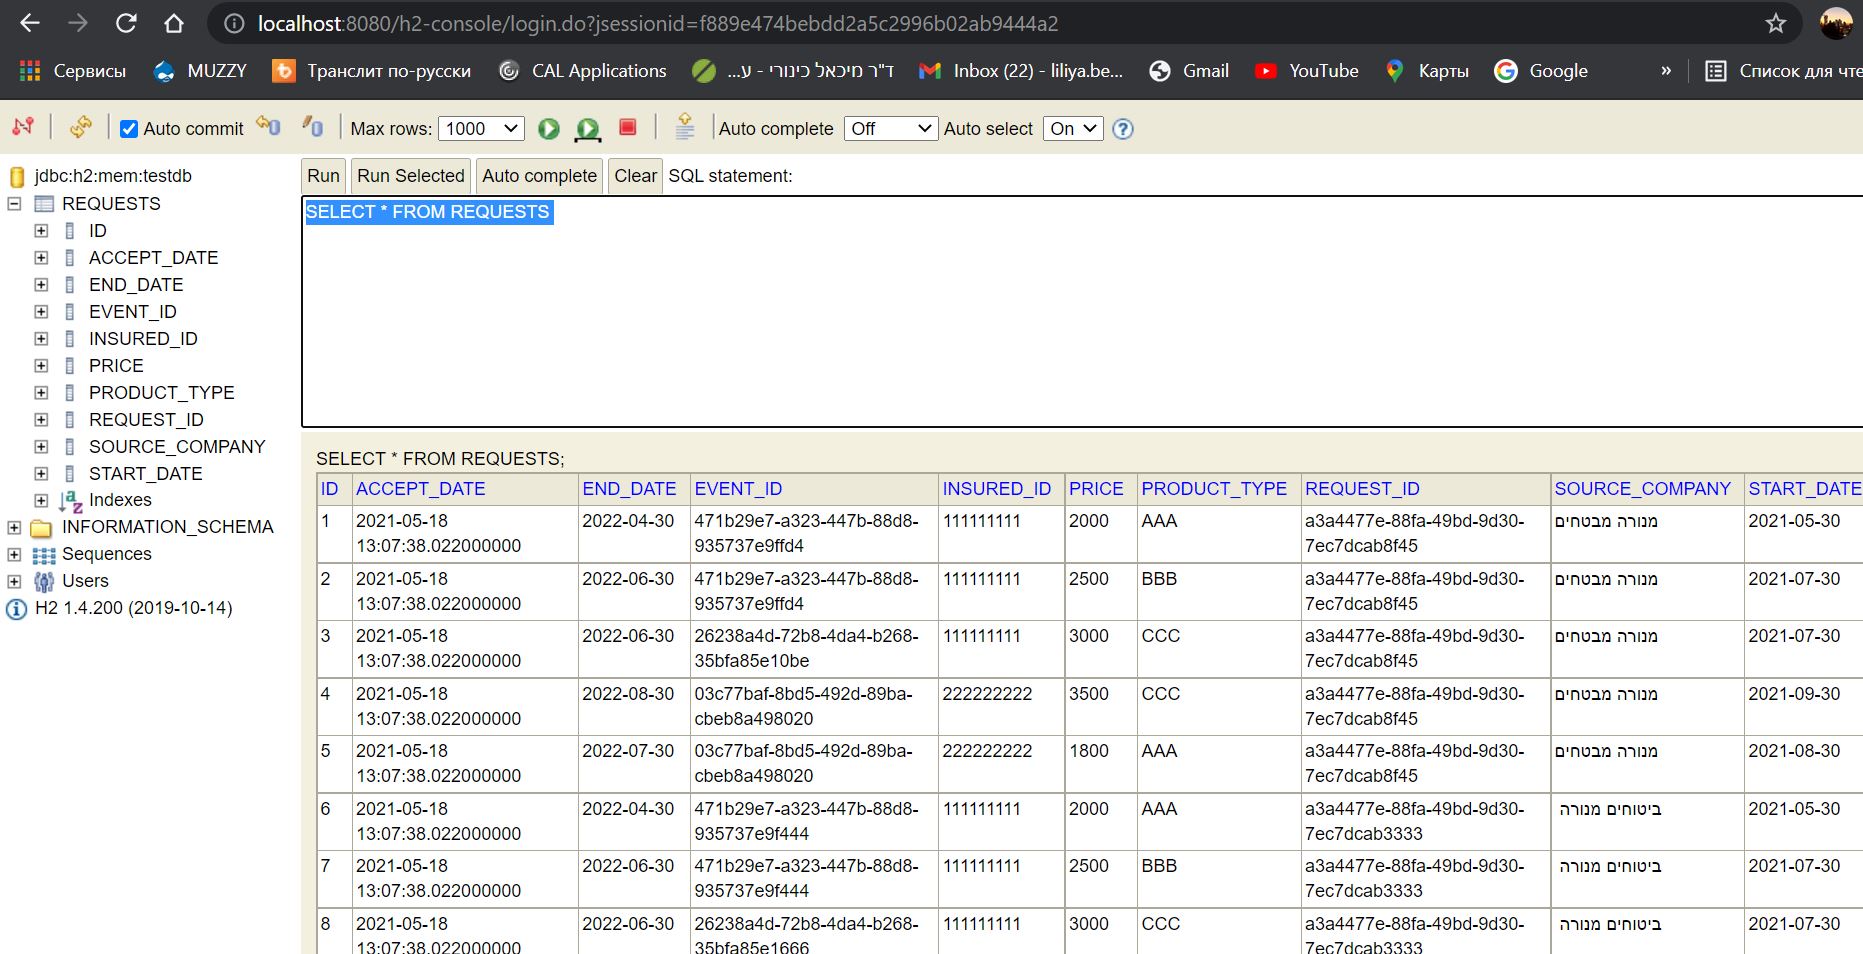 localhost:8080/h2-console/login.do?jsessionid=f889e474bebdd2a5c2996b02ab9444a2
Сервисы MUZZY Транслит по-русски CAL Applications ד"ר מיכאל כינורי - ע... Inbox (22) - liliya.be... Gmail YouTube Карты Google » Список для чте
Auto commit Max rows: 1000 Auto complete Off Auto select On
jdbc:h2:mem:testdb
REQUESTS
ID
ACCEPT_DATE
END_DATE
EVENT_ID
INSURED_ID
PRICE
PRODUCT_TYPE
REQUEST_ID
SOURCE_COMPANY
START_DATE
Indexes
INFORMATION_SCHEMA
Sequences
Users
H2 1.4.200 (2019-10-14)
Run Run Selected Auto complete Clear SQL statement:
SELECT * FROM REQUESTS
SELECT * FROM REQUESTS;
ID ACCEPT_DATE END_DATE EVENT_ID INSURED_ID PRICE PRODUCT_TYPE REQUEST_ID SOURCE_COMPANY START_DATE
1 2021-05-18 2022-04-30 471b29e7-a323-447b-88d8- 111111111 2000 AAA a3a4477e-88fa-49bd-9d30- מנורה מבטחים 2021-05-30
13:07:38.022000000 935737e9ffd4 7ec7dcab8f45
2 2021-05-18 2022-06-30 471b29e7-a323-447b-88d8- 111111111 2500 BBB a3a4477e-88fa-49bd-9d30- מנורה מבטחים 2021-07-30
13:07:38.022000000 935737e9ffd4 7ec7dcab8f45
3 2021-05-18 2022-06-30 26238a4d-72b8-4da4-b268- 111111111 3000 CCC a3a4477e-88fa-49bd-9d30- מנורה מבטחים 2021-07-30
13:07:38.022000000 35bfa85e10be 7ec7dcab8f45
4 2021-05-18 2022-08-30 03c77baf-8bd5-492d-89ba- 222222222 3500 CCC a3a4477e-88fa-49bd-9d30- מנורה מבטחים 2021-09-30
13:07:38.022000000 cbeb8a498020 7ec7dcab8f45
5 2021-05-18 2022-07-30 03c77baf-8bd5-492d-89ba- 222222222 1800 AAA a3a4477e-88fa-49bd-9d30- מנורה מבטחים 2021-08-30
13:07:38.022000000 cbeb8a498020 7ec7dcab8f45
6 2021-05-18 2022-04-30 471b29e7-a323-447b-88d8- 111111111 2000 AAA a3a4477e-88fa-49bd-9d30- ביטוחים מנורה 2021-05-30
13:07:38.022000000 935737e9f444 7ec7dcab3333
7 2021-05-18 2022-06-30 471b29e7-a323-447b-88d8- 111111111 2500 BBB a3a4477e-88fa-49bd-9d30- ביטוחים מנורה 2021-07-30
13:07:38.022000000 935737e9f444 7ec7dcab3333
8 2021-05-18 2022-06-30 26238a4d-72b8-4da4-b268- 111111111 3000 CCC a3a4477e-88fa-49bd-9d30- ביטוחים מנורה 2021-07-30
13:07:38.022000000 35bfa85e1666 7ec7dcab3333